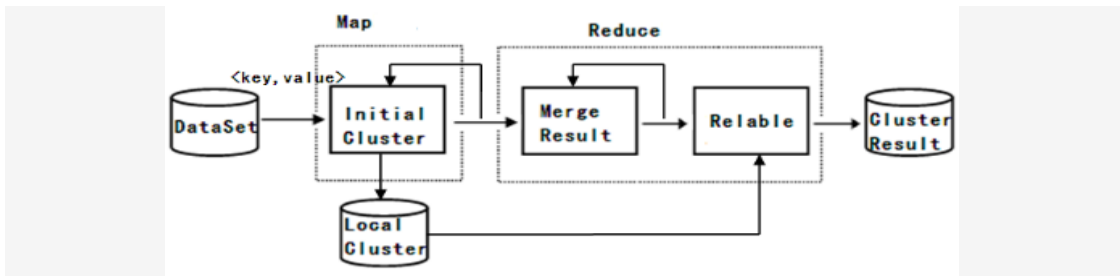 Map
Reduce
<key,value>
DataSet
Initial
Cluster
Merge
Result
Relable
Cluster
Result
Local
Cluster